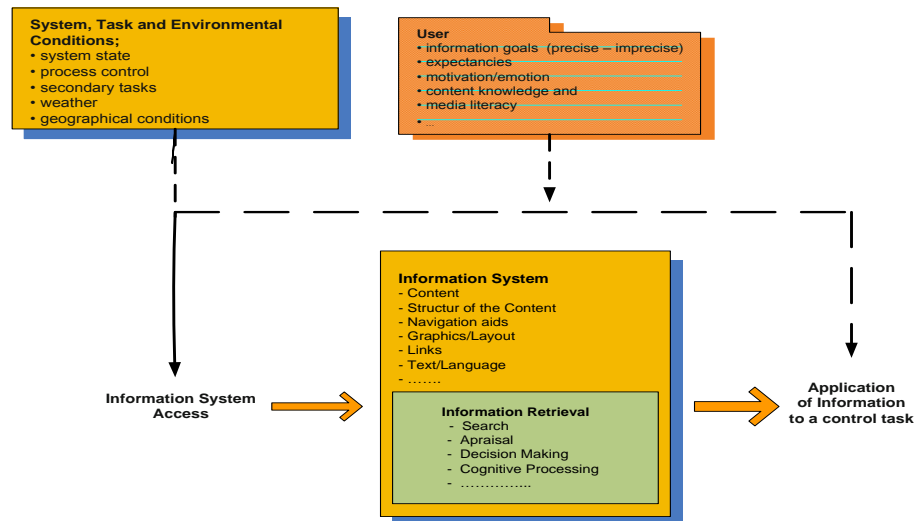 System, Task and Environmental
Conditions;
• system state
• process control
• secondary tasks
• weather
• geographical conditions
User
• information goals (precise – imprecise)
• expectancies
• motivation/emotion
• content knowledge and
• media literacy
• ...
Information System
- Content
- Structur of the Content
- Navigation aids
- Graphics/Layout
- Links
- Text/Language
- …….
Information Retrieval
- Search
- Appraisal
- Decision Making
- Cognitive Processing
- …………...
Information System
Access
Application
of Information
to a control task